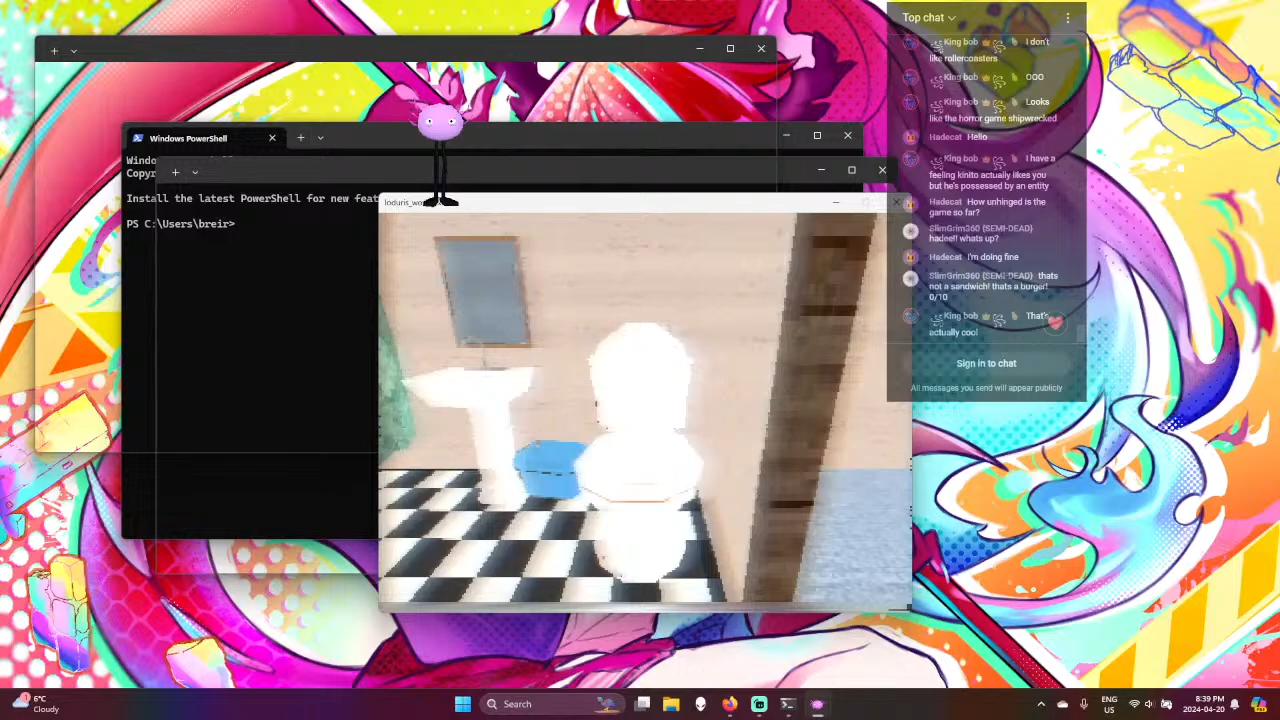 Top chat
King bob I don't
like rollercoasters
King bob OOO
King bob Looks
like the horror game shipwrecked
Hadecat Hello
King bob I have a
feeling kinito actually likes you
but he's possessed by an entity
Hadecat How unhinged is the
game so far?
SlimGrim360 {SEMI-DEAD}
hadee!! whats up?
Hadecat I'm doing fine
SlimGrim360 {SEMI-DEAD} thats
not a sandwich! thats a burger!
0/10
King bob That's
actually cool
Sign in to chat
All messages you send will appear publicly
Windows PowerShell
Windo
Copyr
Install the latest PowerShell for new feat
PS C:\Users\breir>
6°C
Cloudy
Search
ENG
US
8:39 PM
2024-04-20